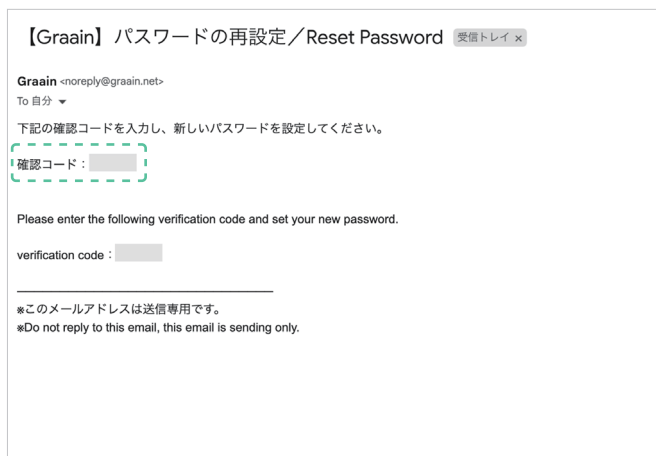 【Graain】パスワードの再設定／Reset Password 受信トレイ ×
Graain <noreply@graain.net>
To 自分
下記の確認コードを入力し、新しいパスワードを設定してください。
確認コード：
Please enter the following verification code and set your new password.
verification code：
※このメールアドレスは送信専用です。
※Do not reply to this email, this email is sending only.